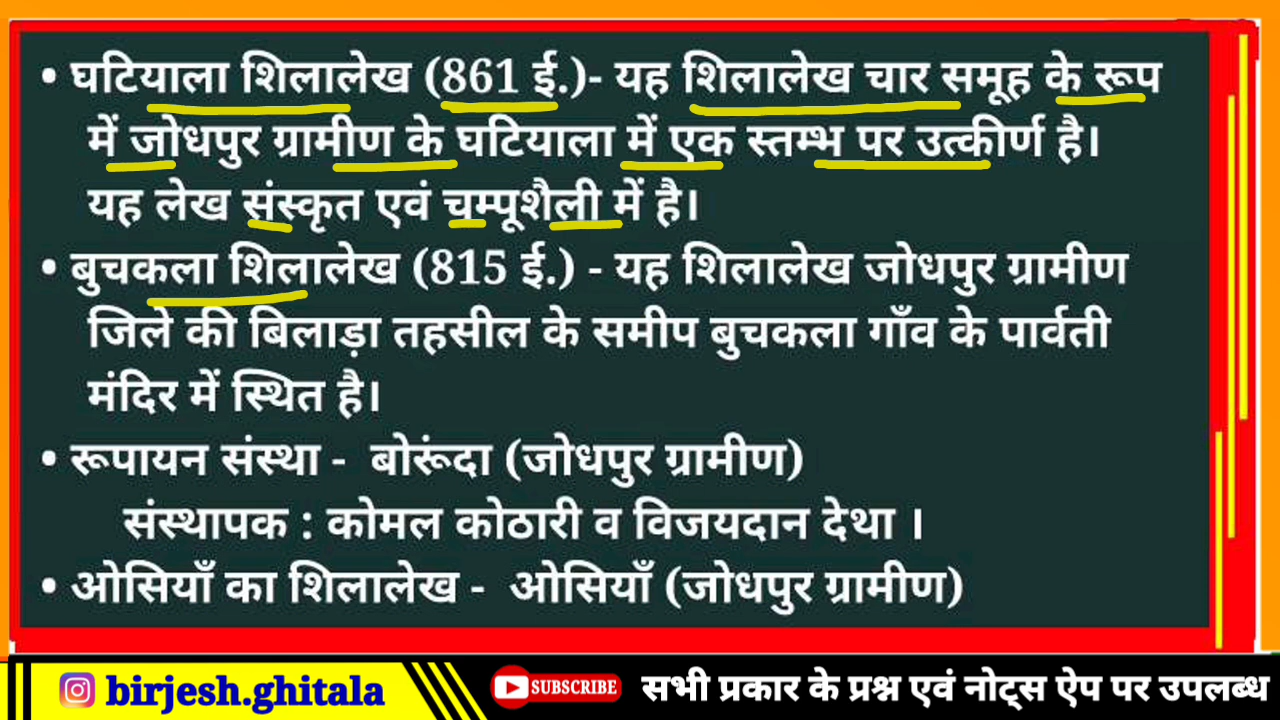 • घटियाला शिलालेख (861 ई.)- यह शिलालेख चार समूह के रूप
में जोधपुर ग्रामीण के घटियाला में एक स्तम्भ पर उत्कीर्ण है।
यह लेख संस्कृत एवं चम्पूशैली में है।
• बुचकला शिलालेख (815 ई.) - यह शिलालेख जोधपुर ग्रामीण
जिले की बिलाड़ा तहसील के समीप बुचकला गाँव के पार्वती
मंदिर में स्थित है।
• रूपायन संस्था - बोरूंदा (जोधपुर ग्रामीण)
संस्थापक : कोमल कोठारी व विजयदान देथा ।
• ओसियाँ का शिलालेख - ओसियाँ (जोधपुर ग्रामीण)
birjesh.ghitala SUBSCRIBE सभी प्रकार के प्रश्न एवं नोट्स ऐप पर उपलब्ध